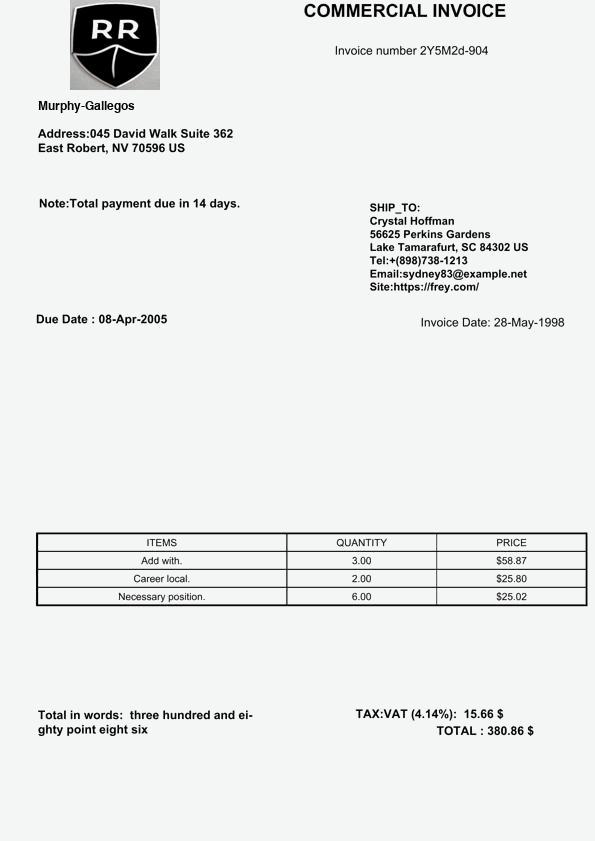 RR
COMMERCIAL INVOICE
Invoice number 2Y5M2d-904
Murphy-Gallegos
Address:045 David Walk Suite 362
East Robert, NV 70596 US
Note:Total payment due in 14 days.
SHIP_TO:
Crystal Hoffman
56625 Perkins Gardens
Lake Tamarafurt, SC 84302 US
Tel:+(898)738-1213
Email:sydney83@example.net
Site:https://frey.com/
Due Date : 08-Apr-2005
Invoice Date: 28-May-1998
ITEMS QUANTITY PRICE
Add with. 3.00 $58.87
Career local. 2.00 $25.80
Necessary position. 6.00 $25.02
Total in words:  three hundred and ei-
ghty point eight six
TAX:VAT (4.14%):  15.66 $
TOTAL : 380.86 $